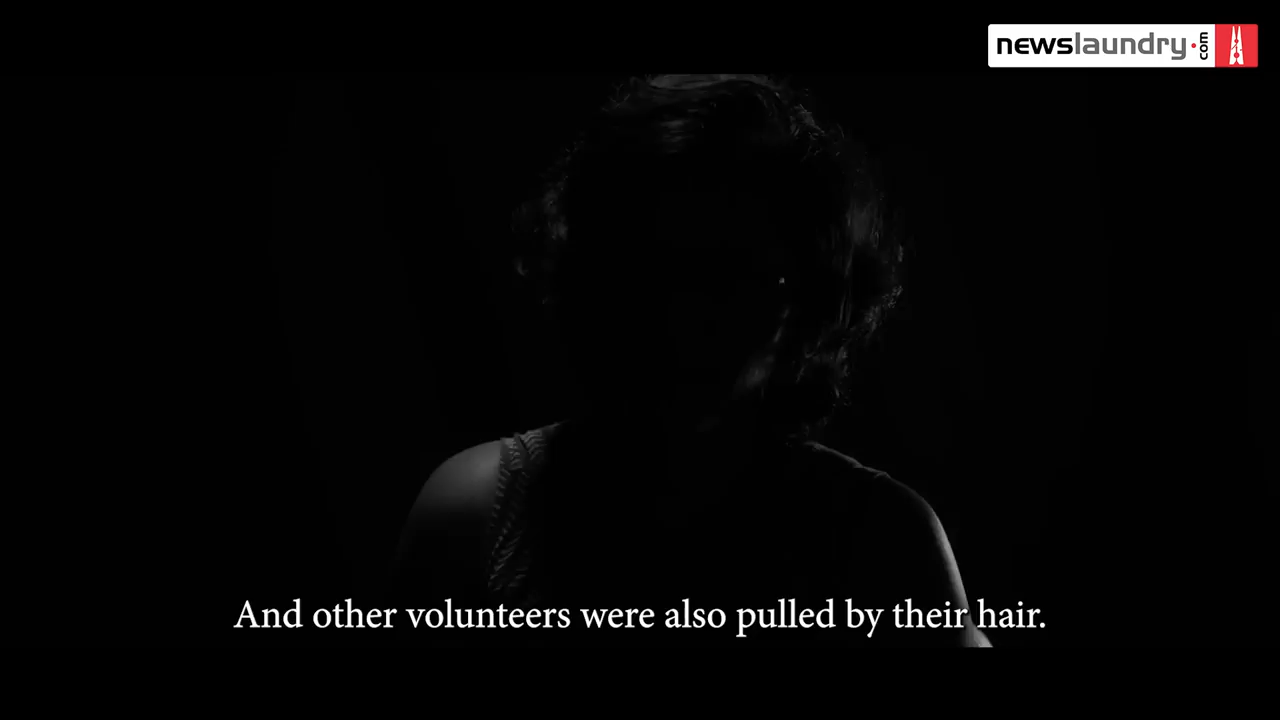 newslaundry.com
And other volunteers were also pulled by their hair.